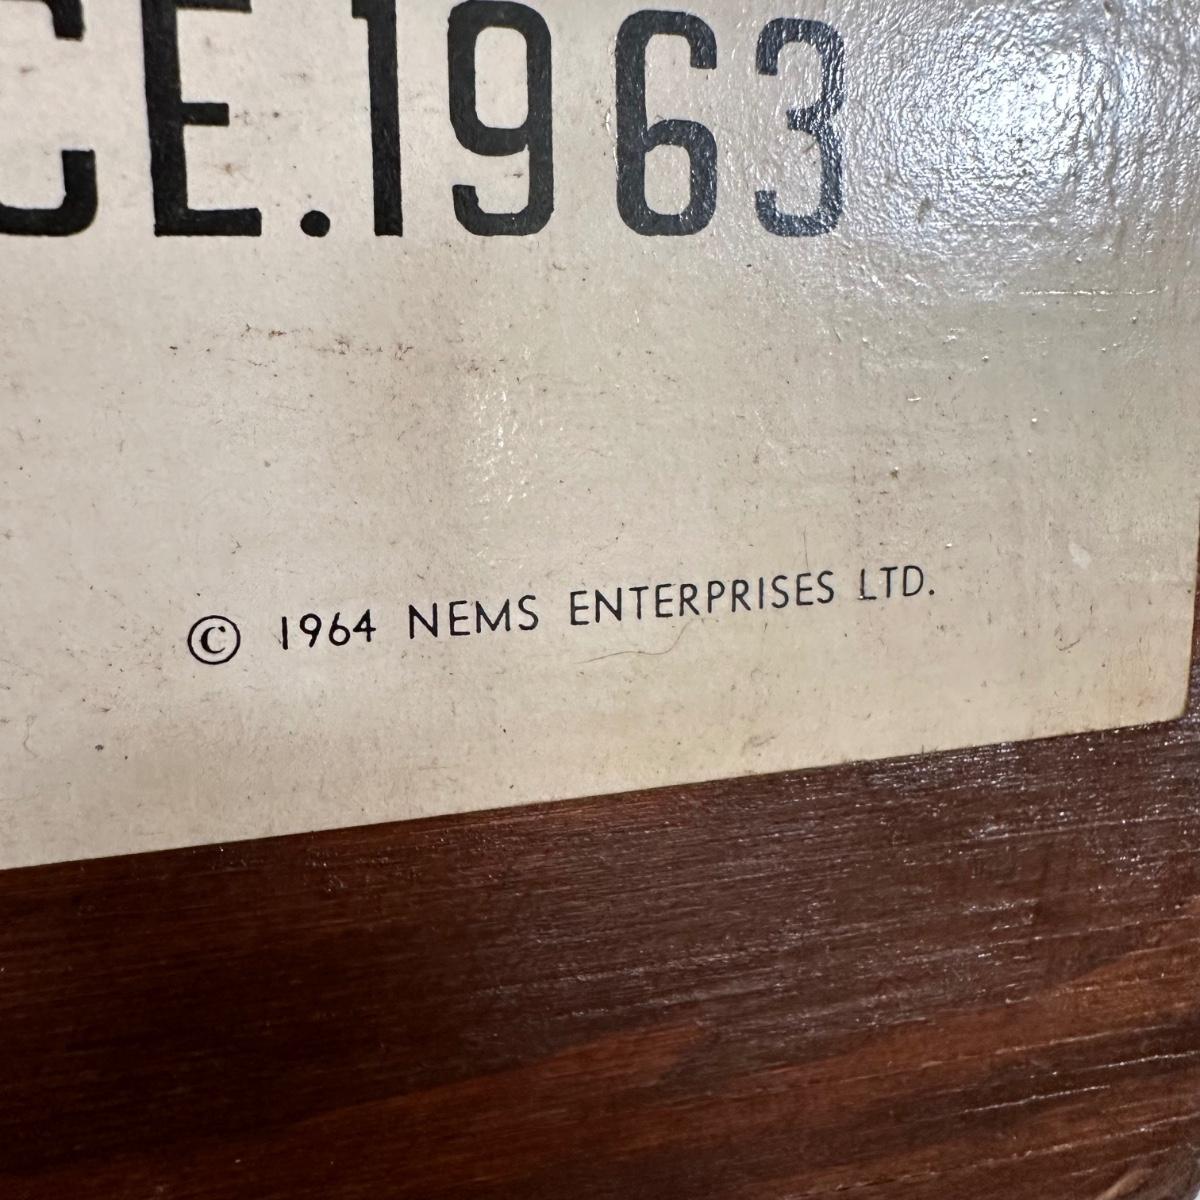 CE.1963
© 1964 NEMS ENTERPRISES LTD.